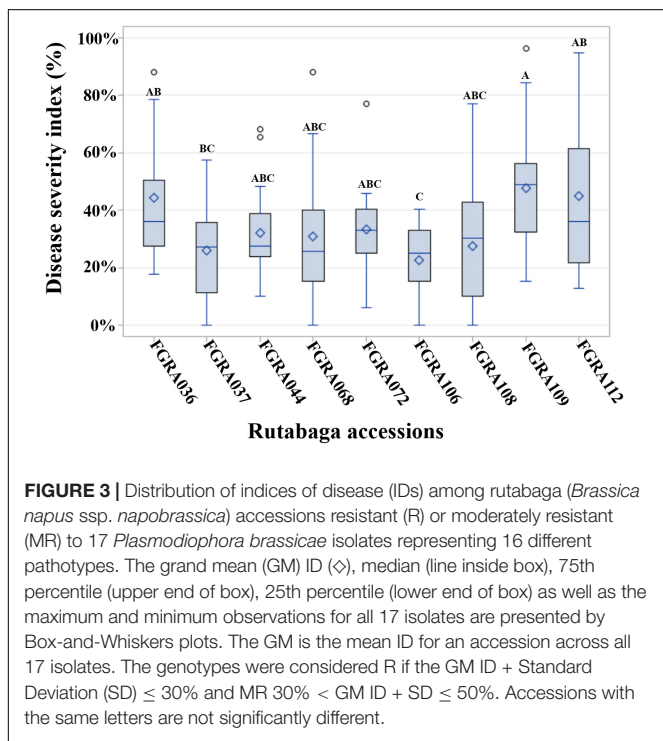 100%
AB
A
AB
80%
ABC
ABC
BC
ABC
60%
ABC
C
40%
20%
0%
Disease severity index (%)
FGRA036
FGRA037
FGRA044
FGRA068
FGRA072
FGRA106
FGRA108
FGRA109
FGRA112
Rutabaga accessions
FIGURE 3 | Distribution of indices of disease (IDs) among rutabaga (Brassica
napus ssp. napobrassica) accessions resistant (R) or moderately resistant
(MR) to 17 Plasmodiophora brassicae isolates representing 16 different
pathotypes. The grand mean (GM) ID (◇), median (line inside box), 75th
percentile (upper end of box), 25th percentile (lower end of box) as well as the
maximum and minimum observations for all 17 isolates are presented by
Box-and-Whiskers plots. The GM is the mean ID for an accession across all
17 isolates. The genotypes were considered R if the GM ID + Standard
Deviation (SD) ≤ 30% and MR 30% < GM ID + SD ≤ 50%. Accessions with
the same letters are not significantly different.